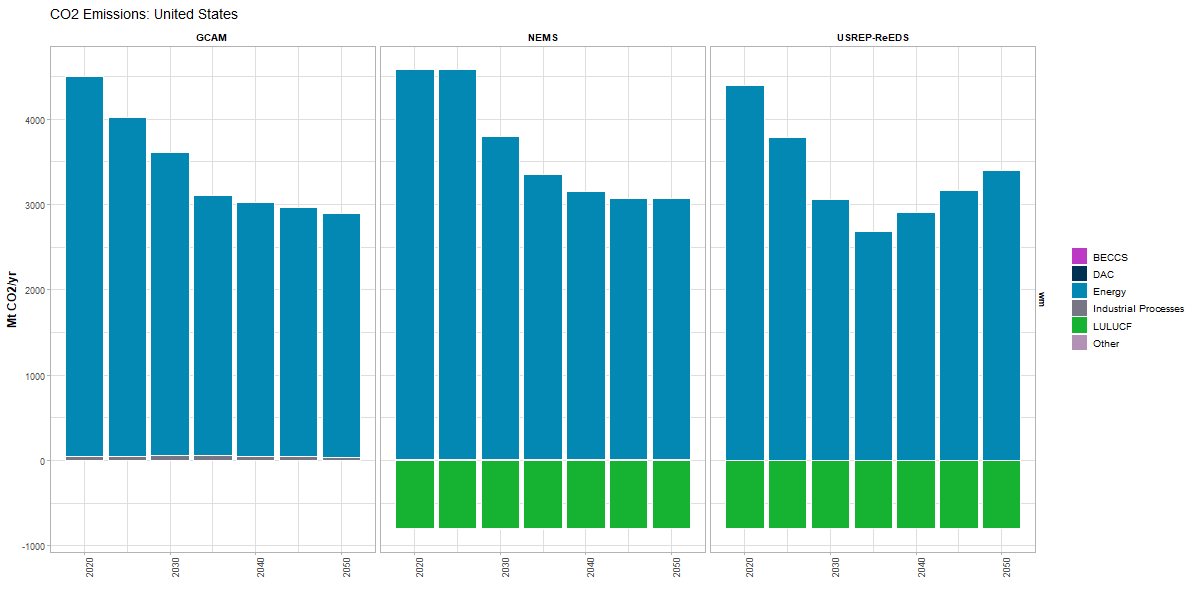 CO2 Emissions: United States
GCAM
NEMS
USREP-ReEDS
Mt CO2/yr
4000
3000
2000
1000
0
-1000
2020
2030
2040
2050
2020
2030
2040
2050
2020
2030
2040
2050
wm
BECCS
DAC
Energy
Industrial Processes
LULUCF
Other